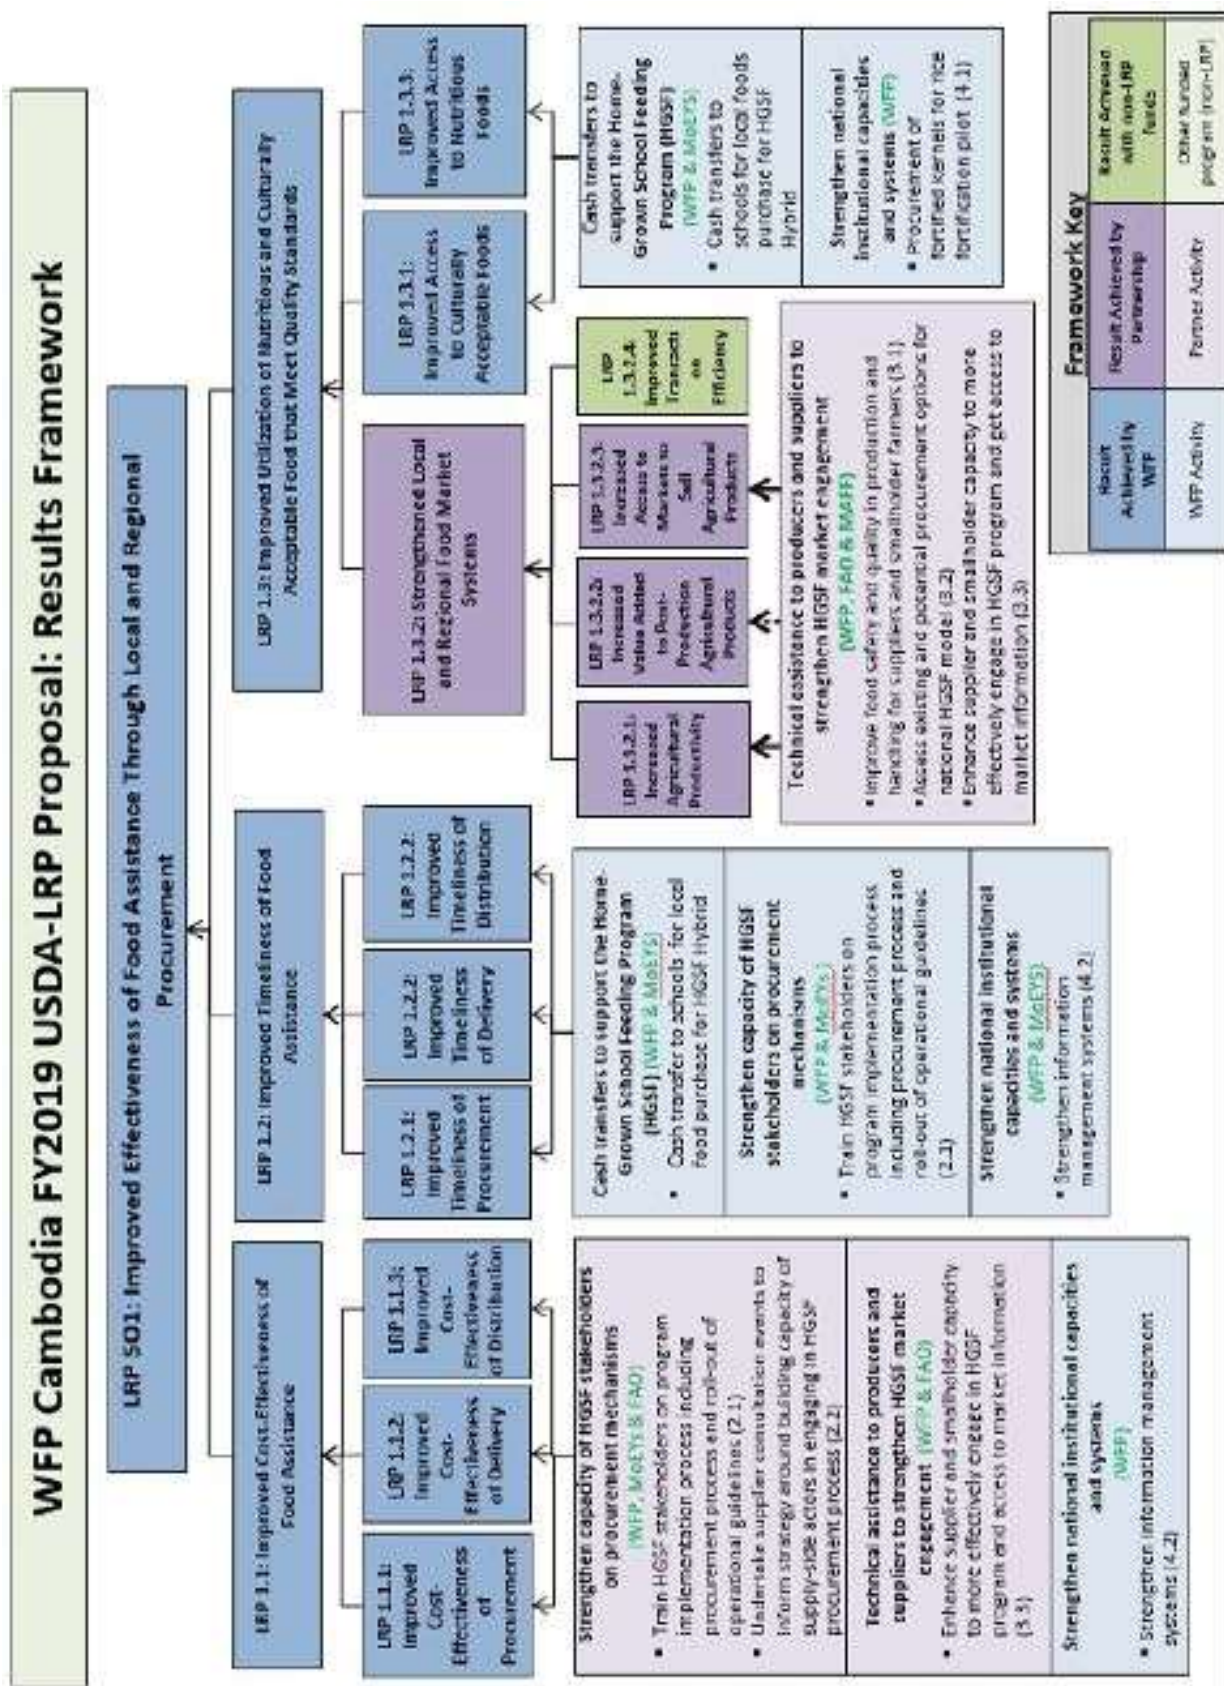 WFP Cambodia FY2019 USDA-LRP Proposal: Results Framework
LRP SO1: Improved Effectiveness of Food Assistance Through Local and Regional
Procurement
LRP 1.1: Improved Cost-Effectiveness of
Food Assistance
LRP 1.2: Improved Timeliness of Food
Assistance
LRP 1.3: Improved Utilization of Nutritious and Culturally
Acceptable Food that Meet Quality Standards
LRP 1.1.1:
Improved
Cost-
Effectiveness
of
Procurement
LRP 1.1.2:
Improved
Cost-
Effectiveness
of Delivery
LRP 1.1.3:
Improved
Cost-
Effectiveness
of Distribution
LRP 1.2.1:
Improved
Timeliness of
Procurement
LRP 1.2.2:
Improved
Timeliness
of Delivery
LRP 1.2.2:
Improved
Timeliness of
Distribution
LRP 1.3.2: Strengthened Local
and Regional Food Market
Systems
LRP 1.3.1:
Improved Access
to Culturally
Acceptable Foods
LRP 1.3.3:
Improved Access
to Nutritious
Foods
LRP 1.3.2.1:
Increased
Agricultural
Productivity
LRP 1.3.2.2:
Increased
Value Added
to Post-
Production
Agricultural
Products
LRP 1.3.2.3:
Increased
Access to
Markets to
Sell
Agricultural
Products
LRP
1.3.2.4:
Improved
Transacti
on
Efficiency
Strengthen capacity of HGSF stakeholders
on procurement mechanisms
(WFP, MoEYs & FAO)
▪ Train HGSF stakeholders on program
implementation process including
procurement process and roll-out of
operational guidelines (2.1)
▪ Undertake supplier consultation events to
inform strategy around building capacity of
supply-side actors in engaging in HGSF
procurement process (2.2)
Technical assistance to producers and
suppliers to strengthen HGSF market
engagement (WFP & FAO)
▪ Enhance supplier and smallholder capacity
to more effectively engage in HGSF
program and access to market information
(3.3)
Strengthen national institutional capacities
and systems
(WFP)
▪ Strengthen information management
systems (4.2)
Cash transfers to support the Home-
Grown School Feeding Program
(HGSF) (WFP & MoEYS)
▪ Cash transfer to schools for local
food purchase for HGSF Hybrid
Strengthen capacity of HGSF
stakeholders on procurement
mechanisms
(WFP & MoEYs )
▪ Train HGSF stakeholders on
program implementation process
including procurement process and
roll-out of operational guidelines
(2.1)
Strengthen national institutional
capacities and systems
(WFP & MoEYS)
▪ Strengthen information
management systems (4.2)
Technical assistance to producers and suppliers to
strengthen HGSF market engagement
(WFP, FAO & MAFF)
▪ Improve food safety and quality in production and
handling for suppliers and smallholder farmers (3.1)
▪ Assess existing and potential procurement options for
national HGSF model (3.2)
▪ Enhance supplier and smallholder capacity to more
effectively engage in HGSF program and get access to
market information (3.3)
Cash transfers to
support the Home-
Grown School Feeding
Program (HGSF)
(WFP & MoEYS)
▪ Cash transfers to
schools for local foods
purchase for HGSF
Hybrid
Strengthen national
Institutional capacities
and systems (WFP)
▪ Procurement of
fortified kernels for rice
fortification pilot (4.1)
Framework Key
Result
Achieved by
WFP
Result Achieved by
Partnership
Result Achieved
with non-LRP
funds
WFP Activity
Partner Activity
Other funded
program (non-LRP)